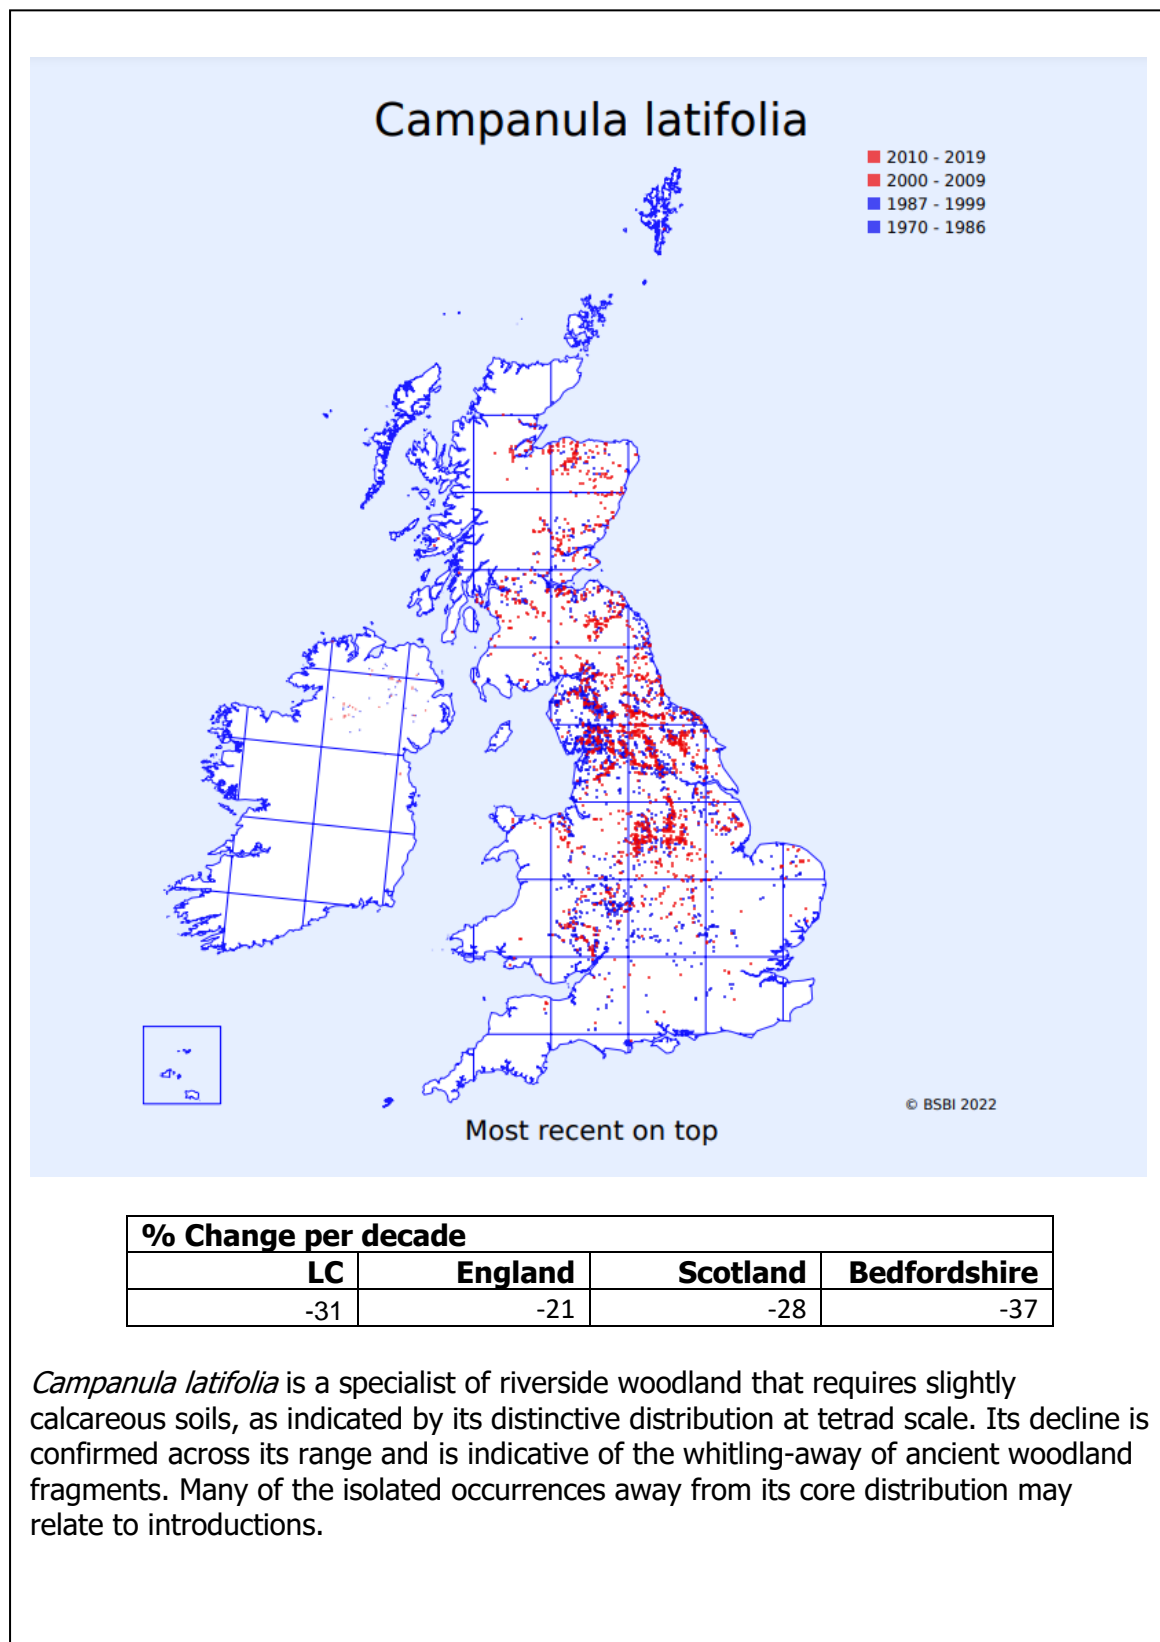 Campanula latifolia
2010 - 2019
2000 - 2009
1987 - 1999
1970 - 1986
© BSBI 2022
Most recent on top
% Change per decade
LC England Scotland Bedfordshire
-31 -21 -28 -37
Campanula latifolia is a specialist of riverside woodland that requires slightly
calcareous soils, as indicated by its distinctive distribution at tetrad scale. Its decline is
confirmed across its range and is indicative of the whitling-away of ancient woodland
fragments. Many of the isolated occurrences away from its core distribution may
relate to introductions.